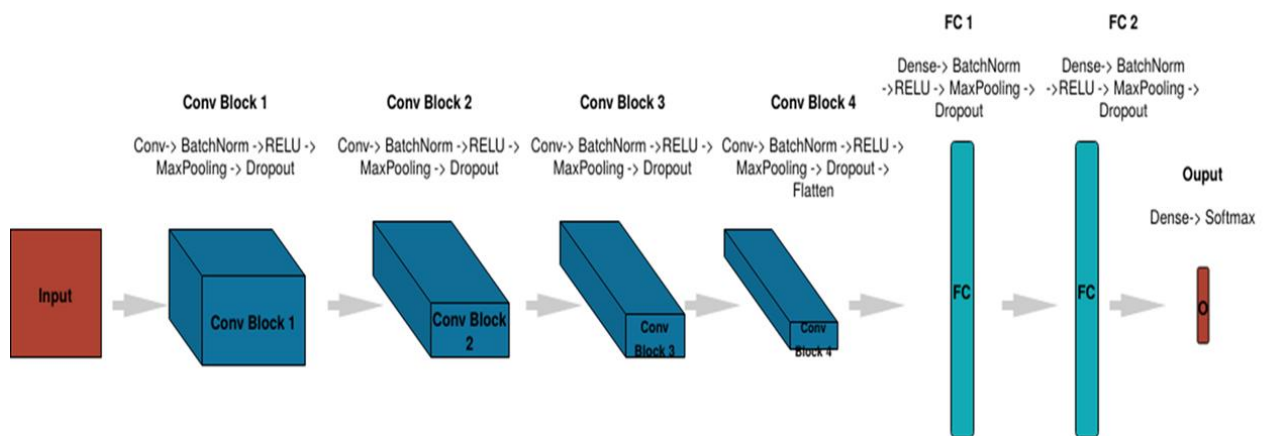 FC 1
Dense-> BatchNorm
->RELU -> MaxPooling ->
Dropout
FC 2
Dense-> BatchNorm
->RELU -> MaxPooling ->
Dropout
Conv Block 1
Conv-> BatchNorm ->RELU ->
MaxPooling -> Dropout
Conv Block 2
Conv-> BatchNorm ->RELU ->
MaxPooling -> Dropout
Conv Block 3
Conv-> BatchNorm ->RELU ->
MaxPooling -> Dropout
Conv Block 4
Conv-> BatchNorm ->RELU ->
MaxPooling -> Dropout ->
Flatten
Ouput
Dense-> Softmax
Input
Conv Block 1
Conv Block
2
Conv
Block 3
Conv
Block 4
FC
FC
O